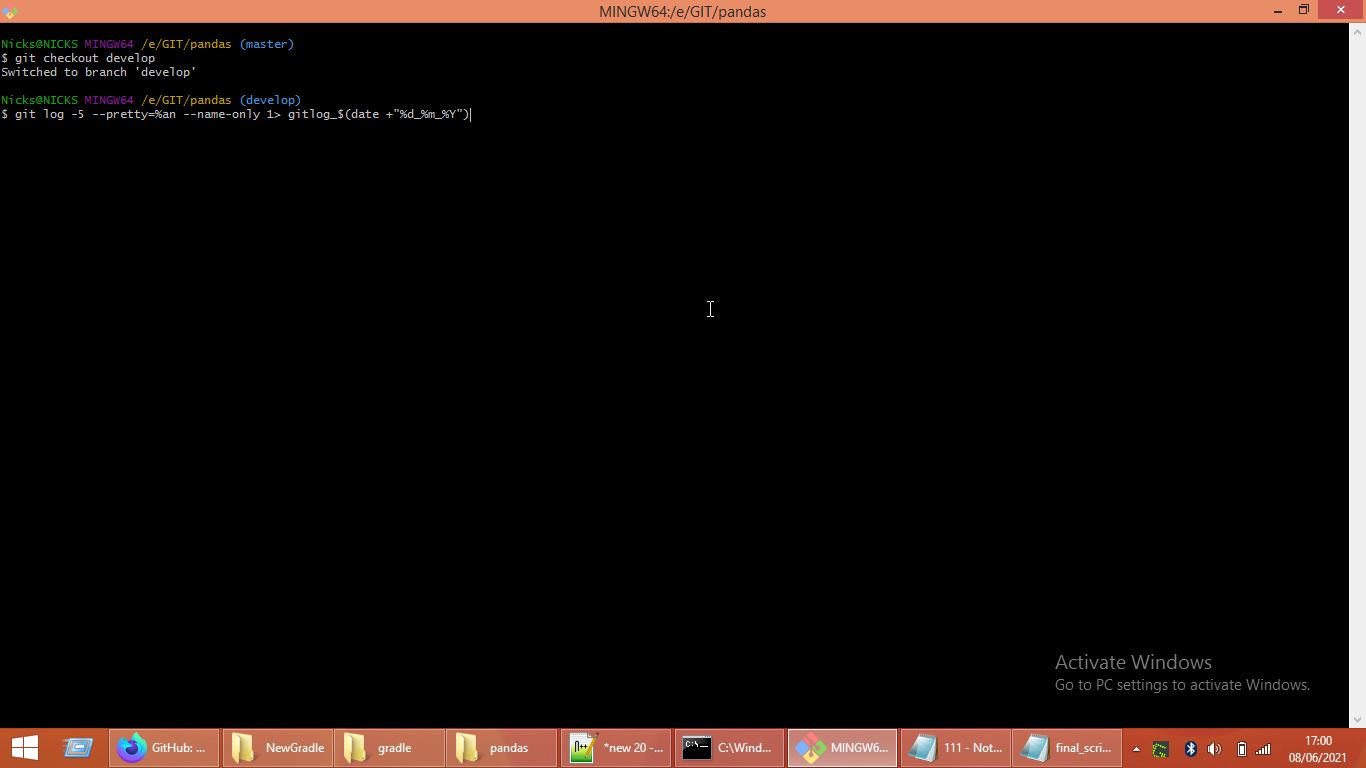 MINGW64:/e/GIT/pandas
Nicks@NICKS MINGW64 /e/GIT/pandas (master)
$ git checkout develop
Switched to branch 'develop'
Nicks@NICKS MINGW64 /e/GIT/pandas (develop)
$ git log -5 --pretty=%an --name-only 1> gitlog_$(date +"%d_%m_%Y")
Activate Windows
Go to PC settings to activate Windows.
GitHub: ...
NewGradle
gradle
pandas
*new 20 -...
C:\Wind...
MINGW6...
111 - Not...
final_scri...
17:00
08/06/2021